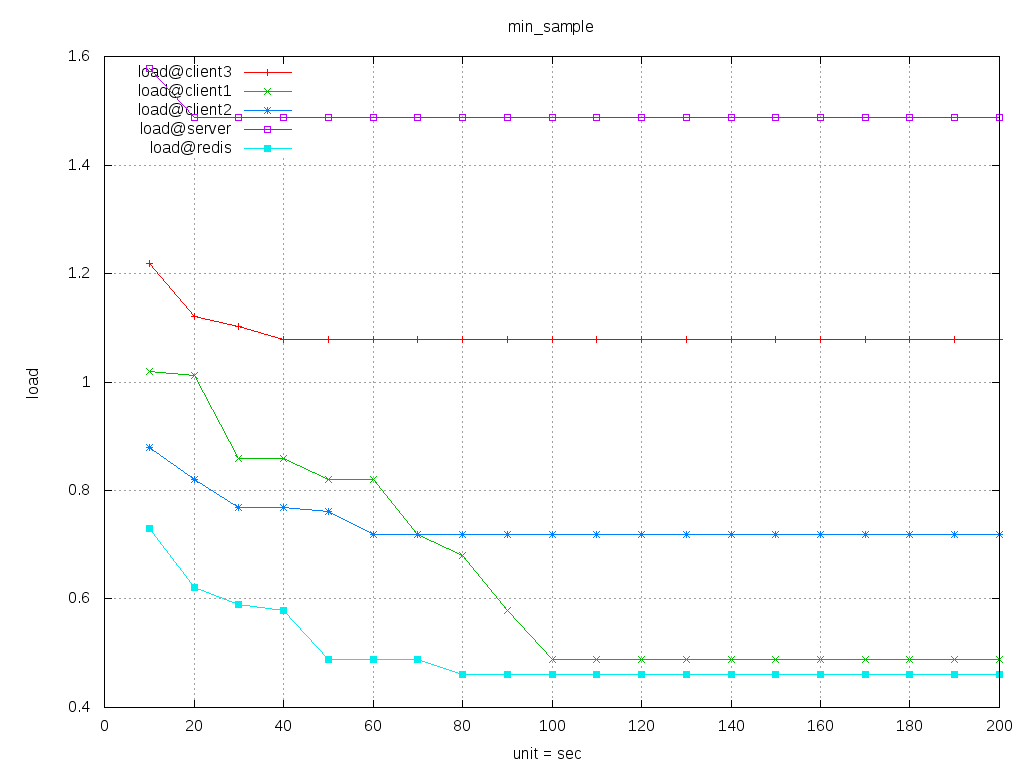 min_sample
1.6
1.4
1.2
1
0.8
0.6
0.4
load
load@client3
load@client1
load@client2
load@server
load@redis
0 20 40 60 80 100 120 140 160 180 200
unit = sec